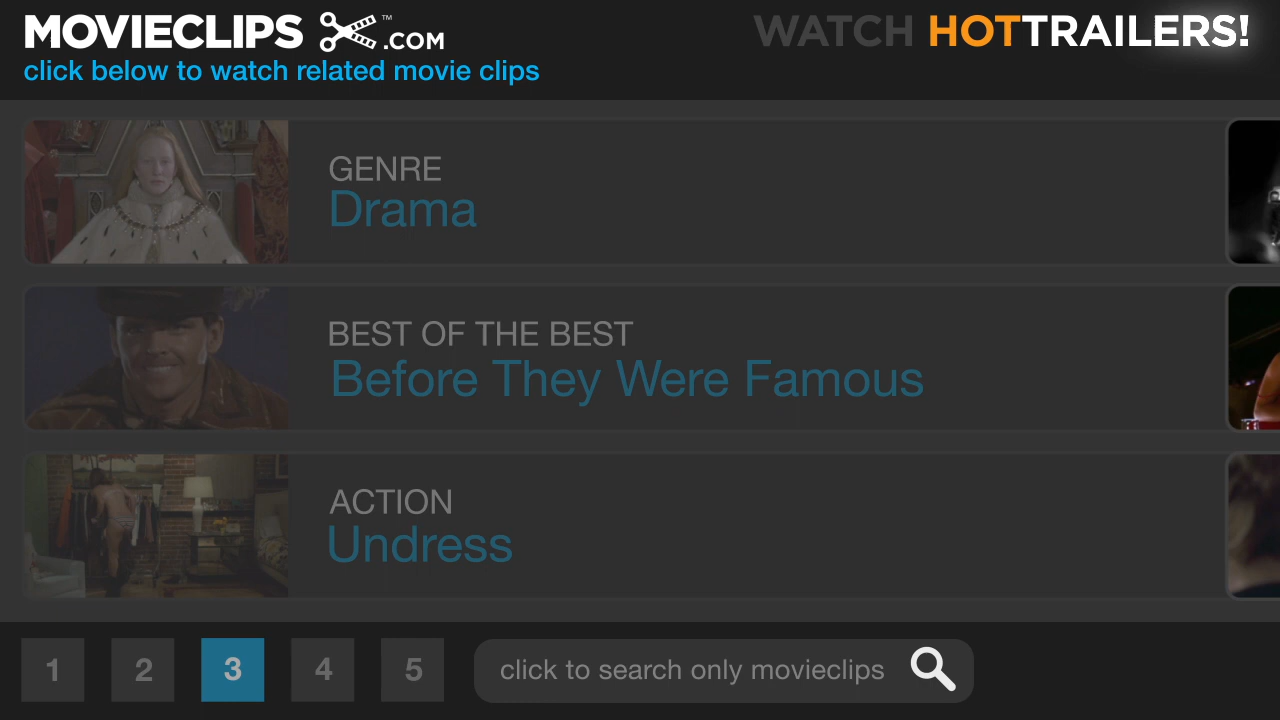 MOVIECLIPS ™ .COM
WATCH HOTTRAILERS!
click below to watch related movie clips
GENRE
Drama
BEST OF THE BEST
Before They Were Famous
ACTION
Undress
1 2 3 4 5 click to search only movieclips